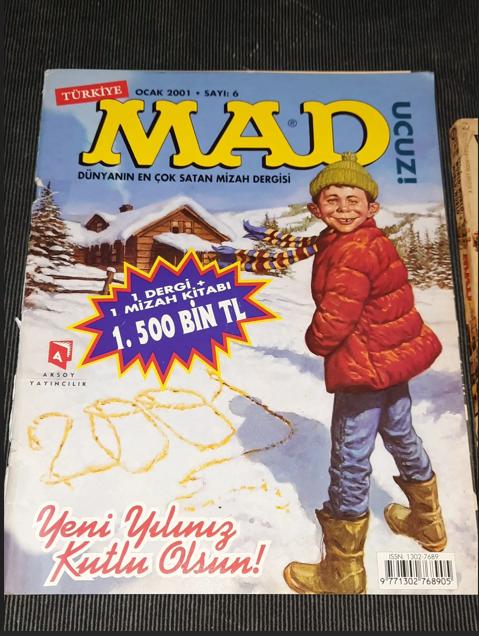 TÜRKİYE
OCAK 2001 • SAYI: 6
MAD®
ucuz!
DÜNYANIN EN ÇOK SATAN MİZAH DERGİSİ
1 DERGİ +
1 MİZAH KİTABI
1. 500 BİN TL
A
AKSOY
YAYINCILIK
2001
Yeni Yılınız
Kutlu Olsun!
ISSN: 1302-7689
9 771302 768905